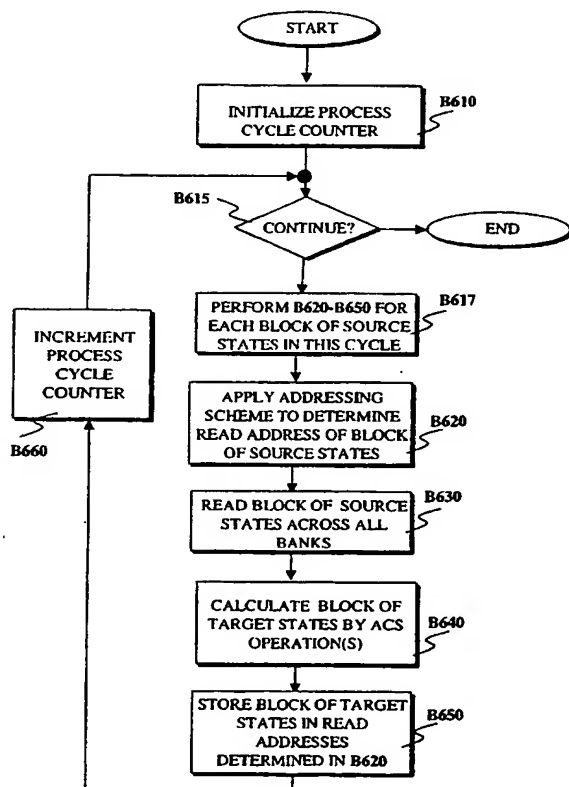 START
INITIALIZE PROCESS
CYCLE COUNTER
B610
B615
CONTINUE?
END
PERFORM B620-B650 FOR
EACH BLOCK OF SOURCE
STATES IN THIS CYCLE
B617
INCREMENT
PROCESS
CYCLE
COUNTER
B660
APPLY ADDRESSING
SCHEME TO DETERMINE
READ ADDRESS OF BLOCK
OF SOURCE STATES
B620
READ BLOCK OF SOURCE
STATES ACROSS ALL
BANKS
B630
CALCULATE BLOCK OF
TARGET STATES BY ACS
OPERATION(S)
B640
STORE BLOCK OF TARGET
STATES IN READ
ADDRESSES
DETERMINED IN B620
B650